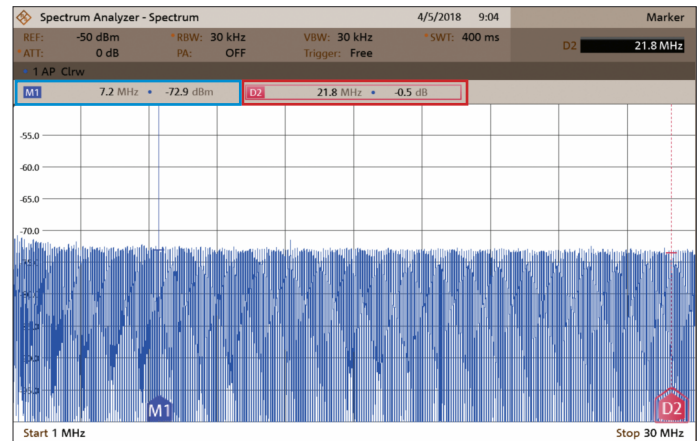 Spectrum Analyzer - Spectrum 4/5/2018 9:04 Marker
REF: -50 dBm *RBW: 30 kHz VBW: 30 kHz *SWT: 400 ms
*ATT: 0 dB PA: OFF Trigger: Free D2 21.8 MHz
1 AP Clrw
M1 7.2 MHz • -72.9 dBm D2 21.8 MHz • -0.5 dB
-55.0
-60.0
-65.0
-70.0
M1 D2
Start 1 MHz Stop 30 MHz